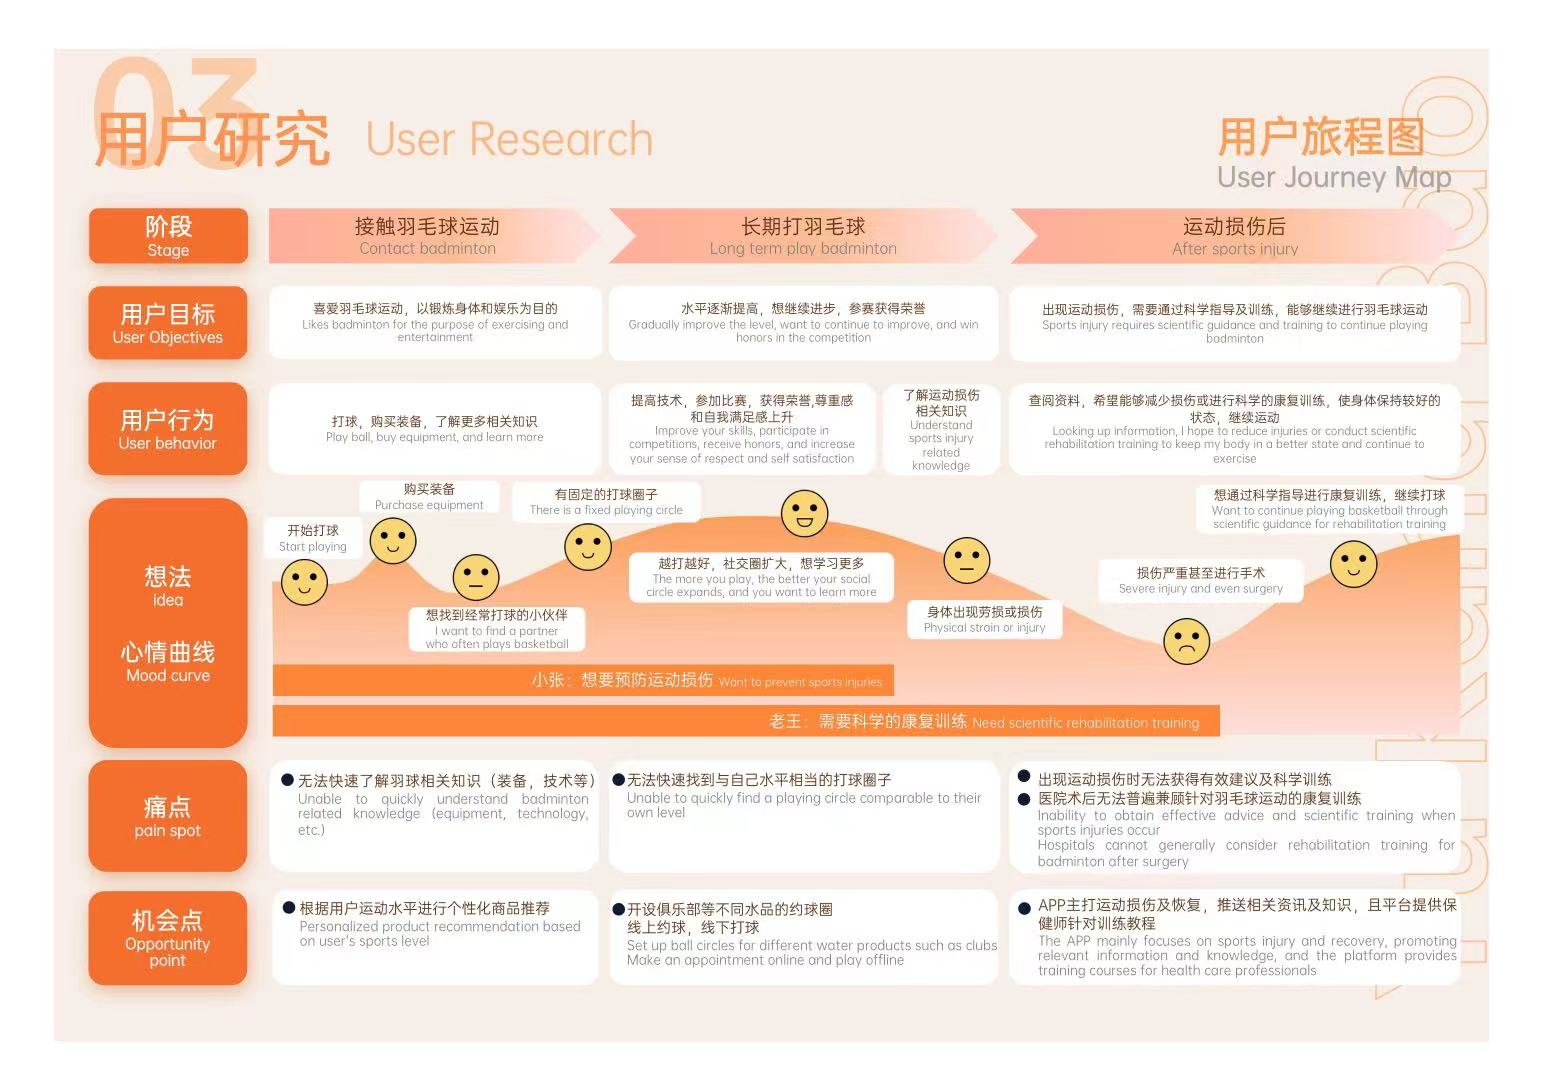 03
用户研究 User Research
用户旅程图
User Journey Map
阶段
Stage
接触羽毛球运动
Contact badminton
长期打羽毛球
Long term play badminton
运动损伤后
After sports injury
用户目标
User Objectives
喜爱羽毛球运动，以锻炼身体和娱乐为目的
Likes badminton for the purpose of exercising and
entertainment
水平逐渐提高，想继续进步，参赛获得荣誉
Gradually improve the level, want to continue to improve, and win
honors in the competition
出现运动损伤，需要通过科学指导及训练，能够继续进行羽毛球运动
Sports injury requires scientific guidance and training to continue playing
badminton
用户行为
User behavior
打球，购买装备，了解更多相关知识
Play ball, buy equipment, and learn more
提高技术，参加比赛，获得荣誉,尊重感
和自我满足感上升
Improve your skills, participate in
competitions, receive honors, and increase
your sense of respect and self satisfaction
了解运动损伤
相关知识
Understand
sports injury
related
knowledge
查阅资料，希望能够减少损伤或进行科学的康复训练，使身体保持较好的
状态，继续运动
Looking up information, I hope to reduce injuries or conduct scientific
rehabilitation training to keep my body in a better state and continue to
exercise
想法
idea
心情曲线
Mood curve
开始打球
Start playing
购买装备
Purchase equipment
想找到经常打球的小伙伴
I want to find a partner
who often plays basketball
有固定的打球圈子
There is a fixed playing circle
越打越好，社交圈扩大，想学习更多
The more you play, the better your social
circle expands, and you want to learn more
身体出现劳损或损伤
Physical strain or injury
损伤严重甚至进行手术
Severe injury and even surgery
想通过科学指导进行康复训练，继续打球
Want to continue playing basketball through
scientific guidance for rehabilitation training
小张：想要预防运动损伤 Want to prevent sports injuries
老王：需要科学的康复训练 Need scientific rehabilitation training
痛点
pain spot
无法快速了解羽球相关知识（装备，技术等）
Unable to quickly understand badminton
related knowledge (equipment, technology,
etc.)
无法快速找到与自己水平相当的打球圈子
Unable to quickly find a playing circle comparable to their
own level
出现运动损伤时无法获得有效建议及科学训练
医院术后无法普遍兼顾针对羽毛球运动的康复训练
Inability to obtain effective advice and scientific training when
sports injuries occur
Hospitals cannot generally consider rehabilitation training for
badminton after surgery
机会点
Opportunity
point
根据用户运动水平进行个性化商品推荐
Personalized product recommendation based
on user's sports level
开设俱乐部等不同水品的约球圈
线上约球，线下打球
Set up ball circles for different water products such as clubs
Make an appointment online and play offline
APP主打运动损伤及恢复，推送相关资讯及知识，且平台提供保
健师针对训练教程
The APP mainly focuses on sports injury and recovery, promoting
relevant information and knowledge, and the platform provides
training courses for health care professionals